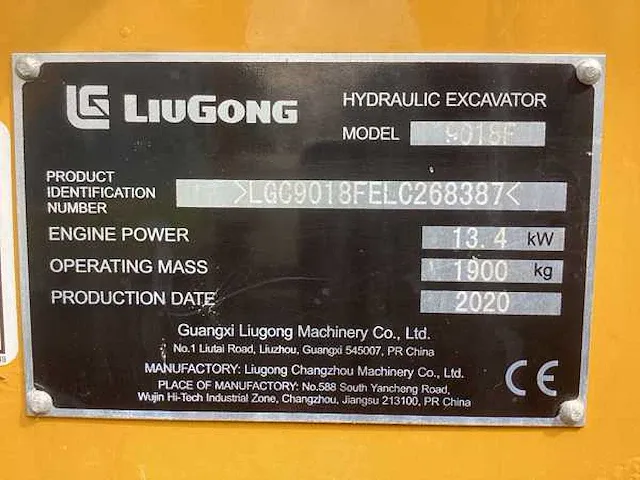 LG LIUGONG
HYDRAULIC EXCAVATOR
MODEL 9018F
PRODUCT
IDENTIFICATION
NUMBER
>LGC9018FELC268387<
ENGINE POWER 13.4 kW
OPERATING MASS 1900 kg
PRODUCTION DATE 2020
Guangxi Liugong Machinery Co., Ltd.
No.1 Liutai Road, Liuzhou, Guangxi 545007, PR China
MANUFACTORY: Liugong Changzhou Machinery Co., Ltd.
PLACE OF MANUFACTORY: No.588 South Yancheng Road,
Wujin Hi-Tech Industrial Zone, Changzhou, Jiangsu 213100, PR China
CE